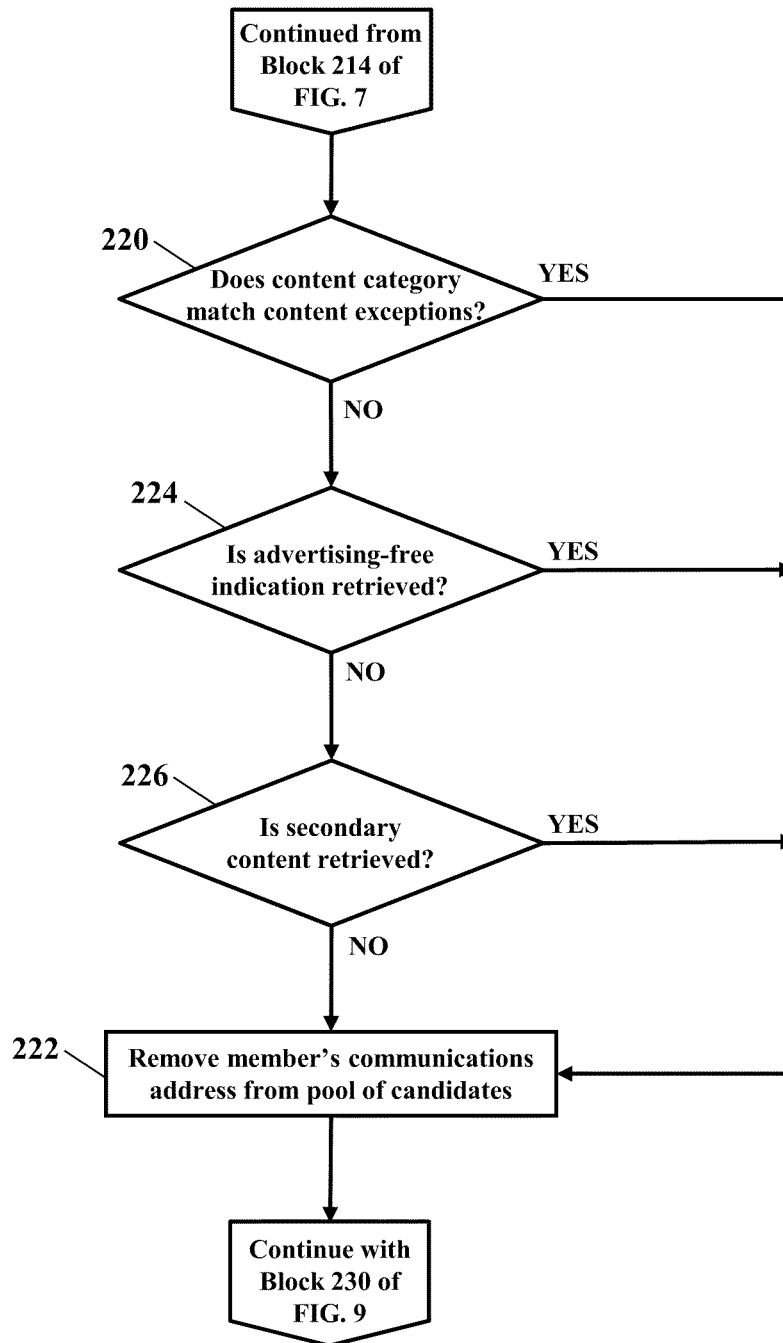 Continued from
Block 214 of
FIG. 7
220
Does content category
match content exceptions?
YES
NO
224
Is advertising-free
indication retrieved?
YES
NO
226
Is secondary
content retrieved?
YES
NO
222
Remove member’s communications
address from pool of candidates
Continue with
Block 230 of
FIG. 9